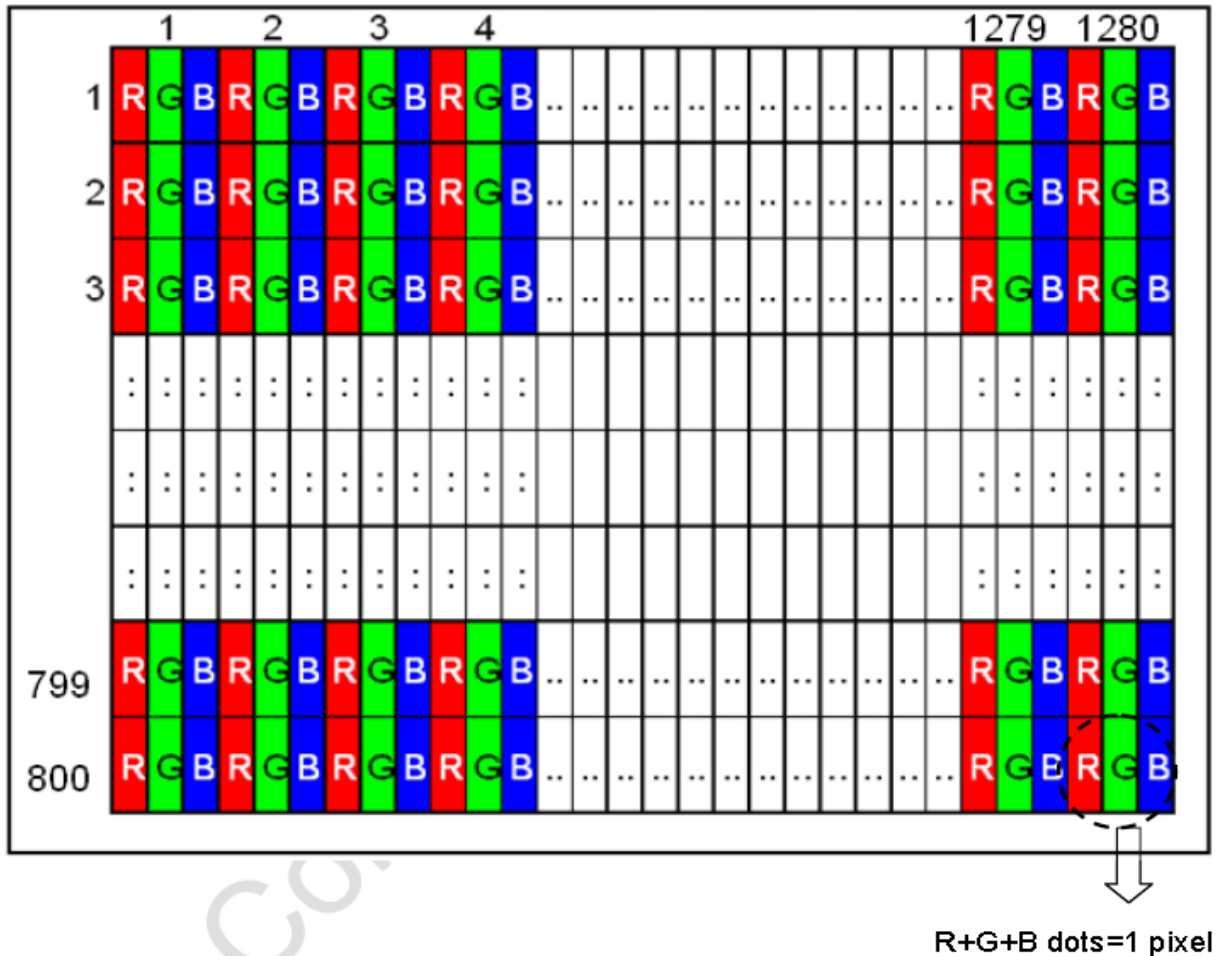 1 2 3 4 1279 1280
1 R G B R G B R G B R G B .. .. .. .. .. .. .. .. .. .. .. .. R G B R G B
2 R G B R G B R G B R G B .. .. .. .. .. .. .. .. .. .. .. .. R G B R G B
3 R G B R G B R G B R G B .. .. .. .. .. .. .. .. .. .. .. .. R G B R G B
: : : : : : : : : : : : : : : : : :
: : : : : : : : : : : : : : : : : :
: : : : : : : : : : : : : : : : : :
799 R G B R G B R G B R G B .. .. .. .. .. .. .. .. .. .. .. .. R G B R G B
800 R G B R G B R G B R G B .. .. .. .. .. .. .. .. .. .. .. .. R G B R G B
R+G+B dots=1 pixel